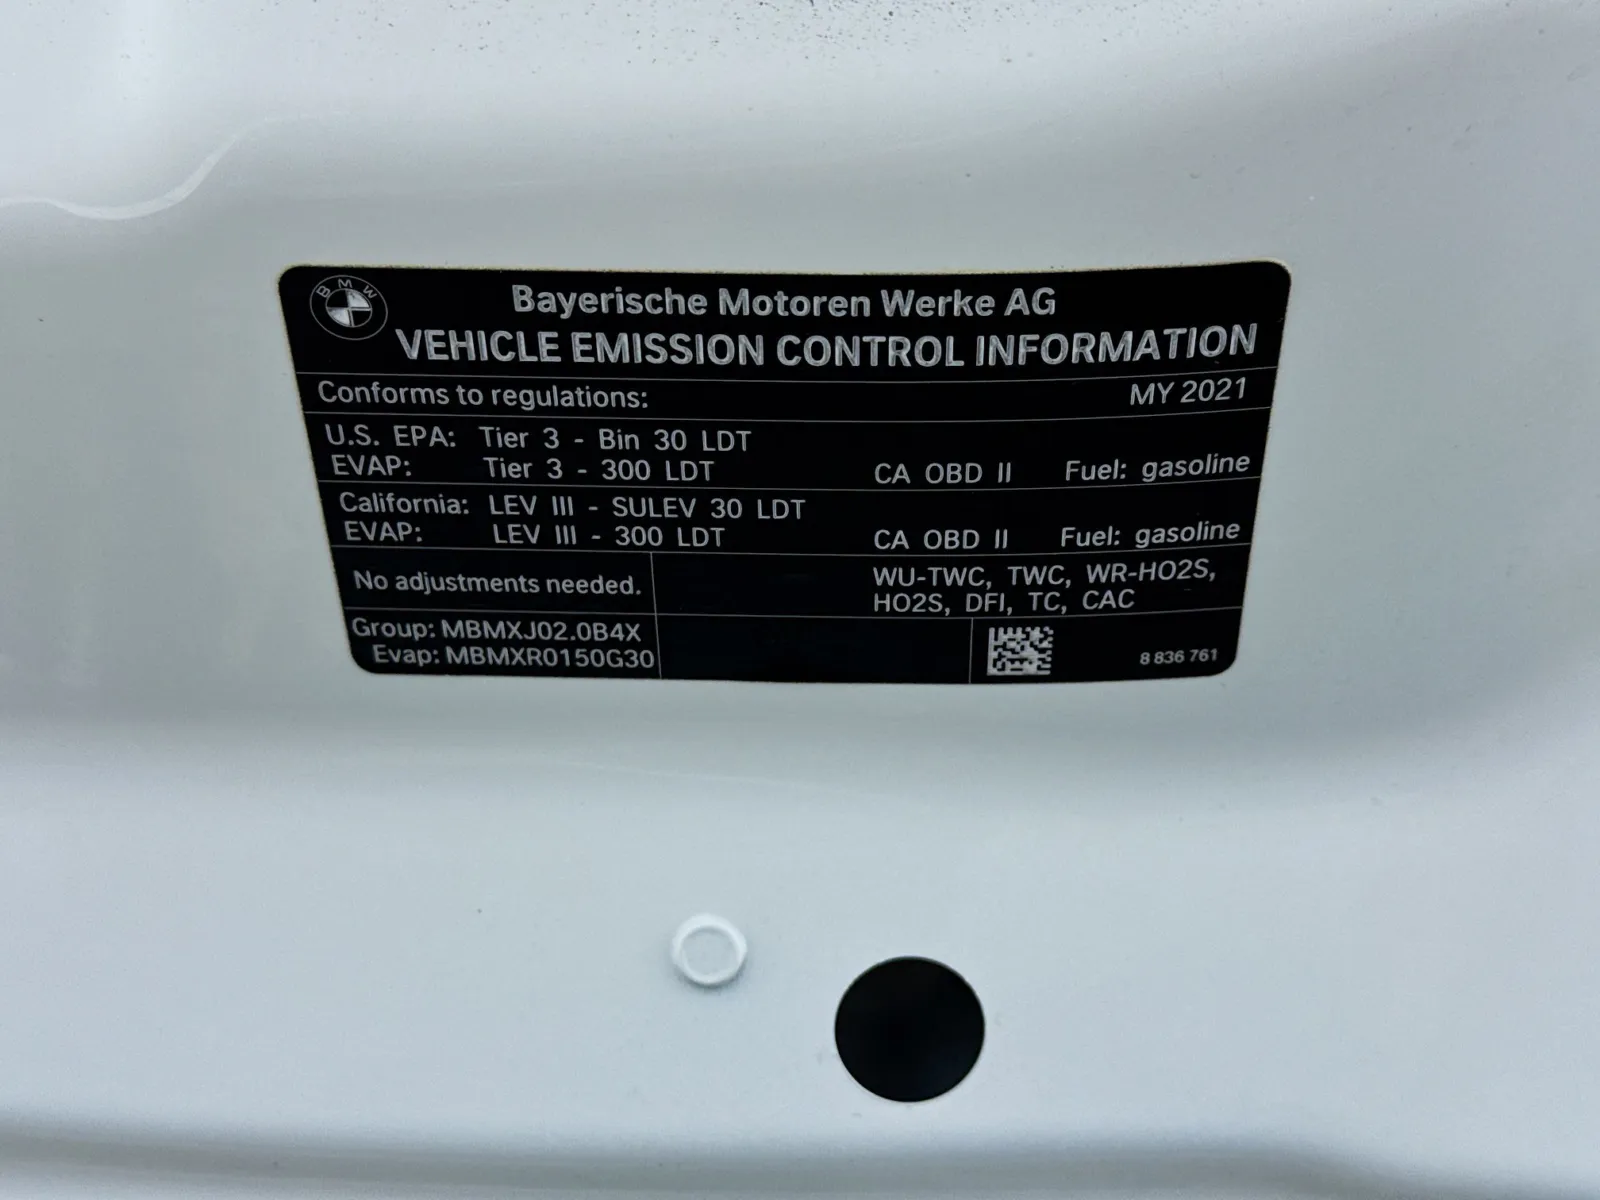 BMW
Bayerische Motoren Werke AG
VEHICLE EMISSION CONTROL INFORMATION
Conforms to regulations: MY 2021
U.S. EPA: Tier 3 - Bin 30 LDT
EVAP: Tier 3 - 300 LDT CA OBD II Fuel: gasoline
California: LEV III - SULEV 30 LDT
EVAP: LEV III - 300 LDT CA OBD II Fuel: gasoline
No adjustments needed.
WU-TWC, TWC, WR-HO2S,
HO2S, DFI, TC, CAC
Group: MBMXJ02.0B4X
Evap: MBMXR0150G30
8 836 761